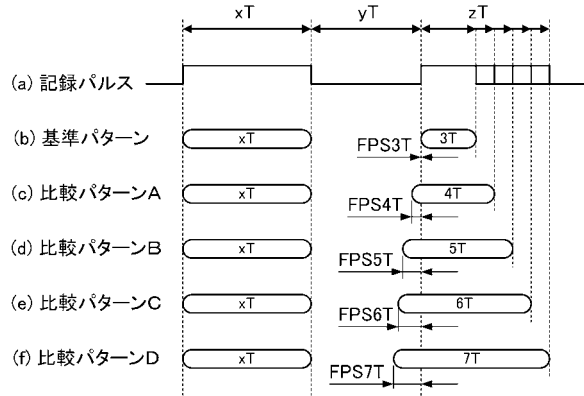 xT yT zT
(a) 記録パルス
(b) 基準パターン xT FPS3T 3T
(c) 比較パターンA xT FPS4T 4T
(d) 比較パターンB xT FPS5T 5T
(e) 比較パターンC xT FPS6T 6T
(f) 比較パターンD xT FPS7T 7T